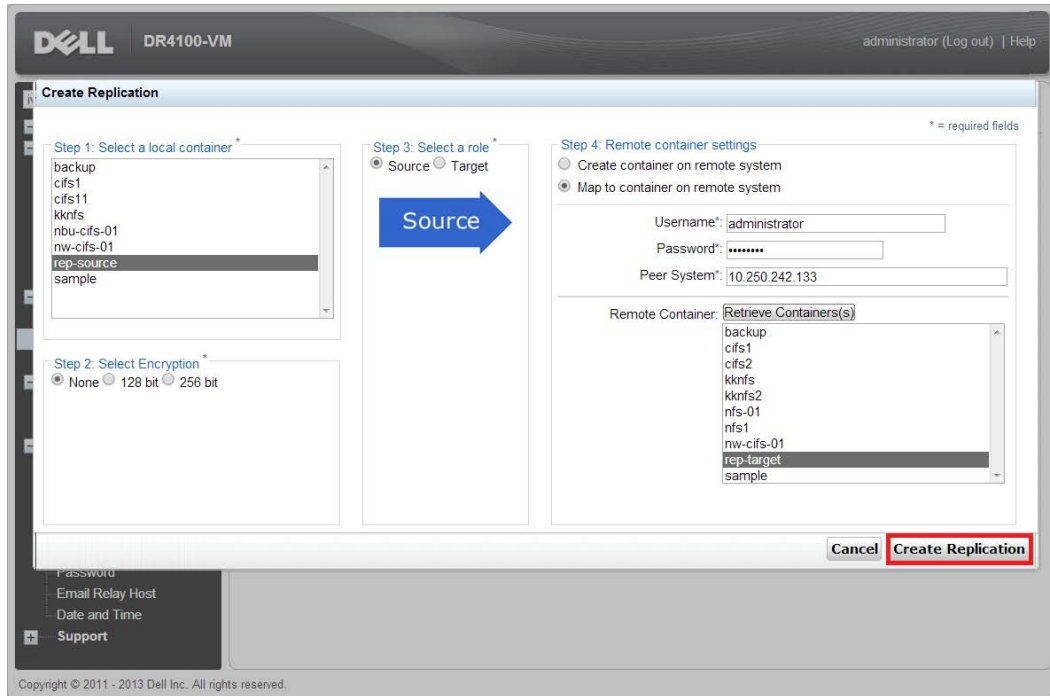 DELL DR4100-VM
administrator (Log out) | Help
Create Replication
* = required fields
Step 1: Select a local container *
backup
cifs1
cifs11
kknfs
nbu-cifs-01
nw-cifs-01
rep-source
sample
Step 2: Select Encryption *
None 128 bit 256 bit
Step 3: Select a role *
Source Target
Source
Step 4: Remote container settings
Create container on remote system
Map to container on remote system
Username*: administrator
Password*: ••••••••
Peer System*: 10.250.242.133
Remote Container: Retrieve Containers(s)
backup
cifs1
cifs2
kknfs
kknfs2
nfs-01
nfs1
nw-cifs-01
rep-target
sample
Cancel Create Replication
Password
Email Relay Host
Date and Time
Support
Copyright © 2011 - 2013 Dell Inc. All rights reserved.